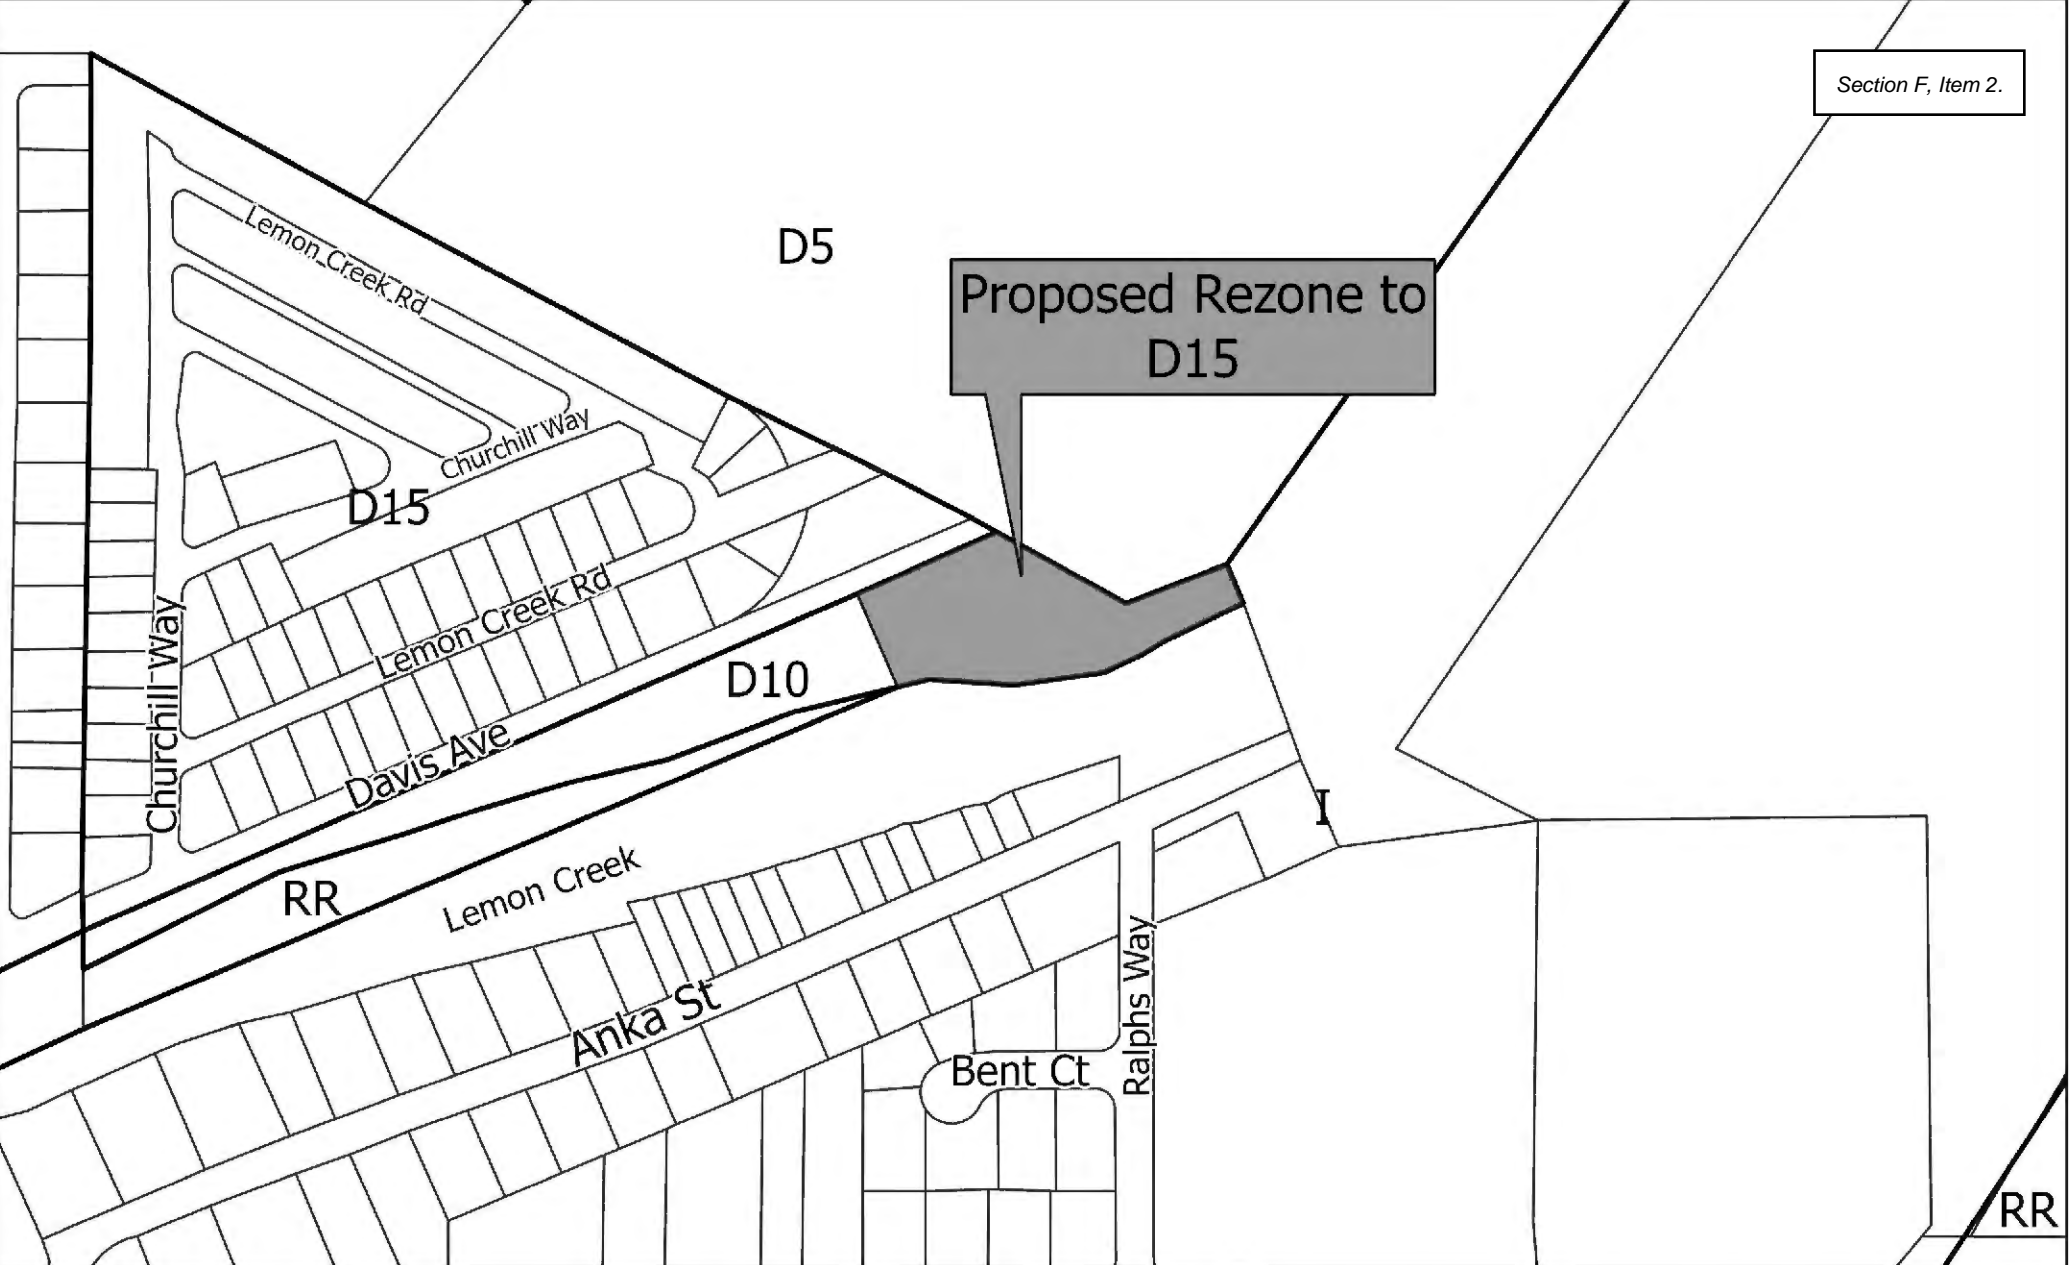 Section F, Item 2.
Lemon Creek Rd
D5
Proposed Rezone to
D15
Churchill Way
D15
Lemon Creek Rd
Churchill Way
D10
Davis Ave
I
Lemon Creek
RR
Anka St
Ralphs Way
Bent Ct
RR